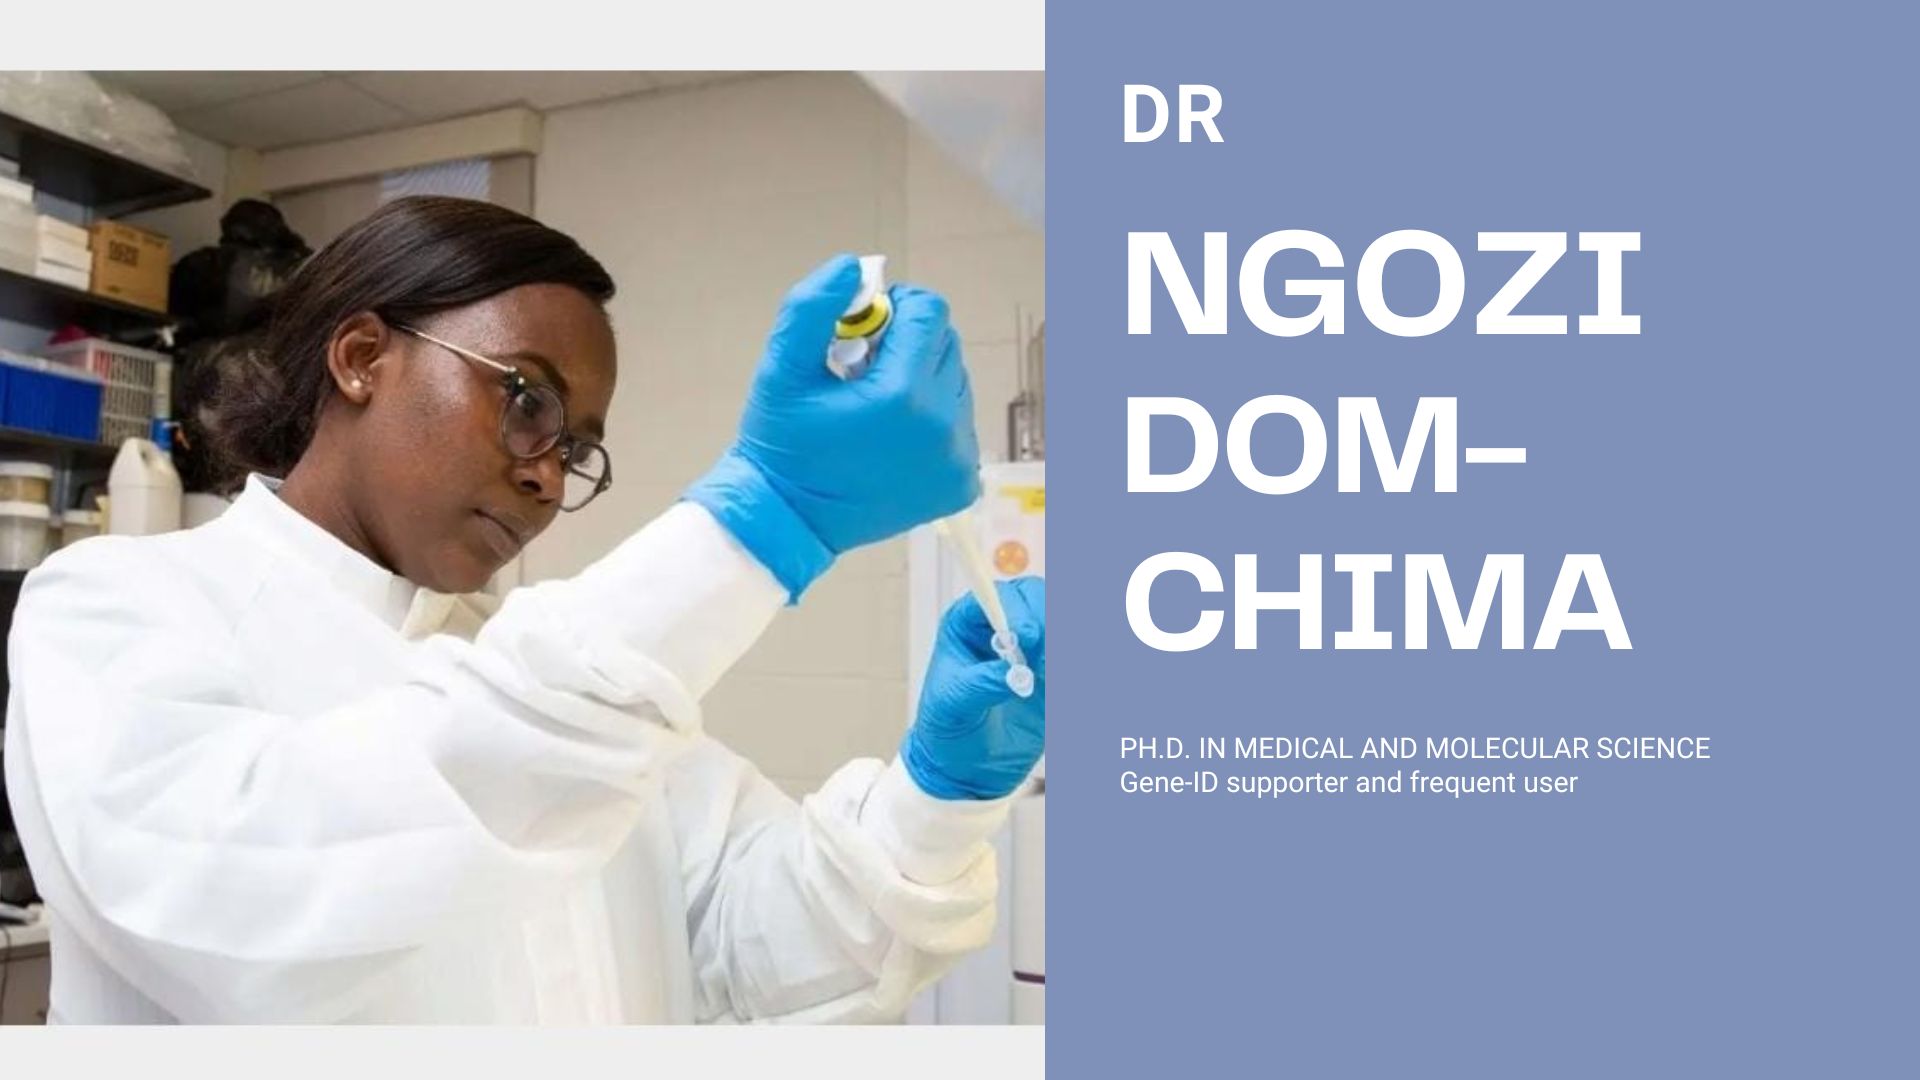 DR
NGOZI
DOM-
CHIMA
PH.D. IN MEDICAL AND MOLECULAR SCIENCE
Gene-ID supporter and frequent user